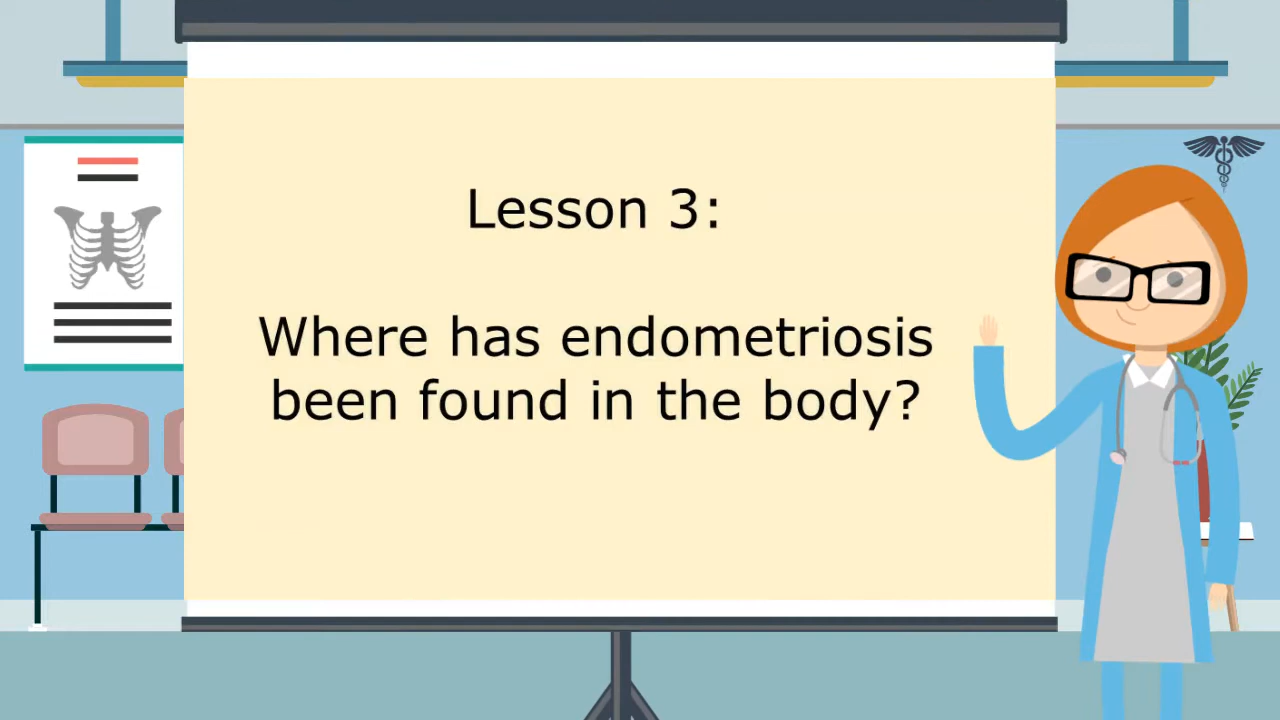 Lesson 3:
Where has endometriosis
been found in the body?